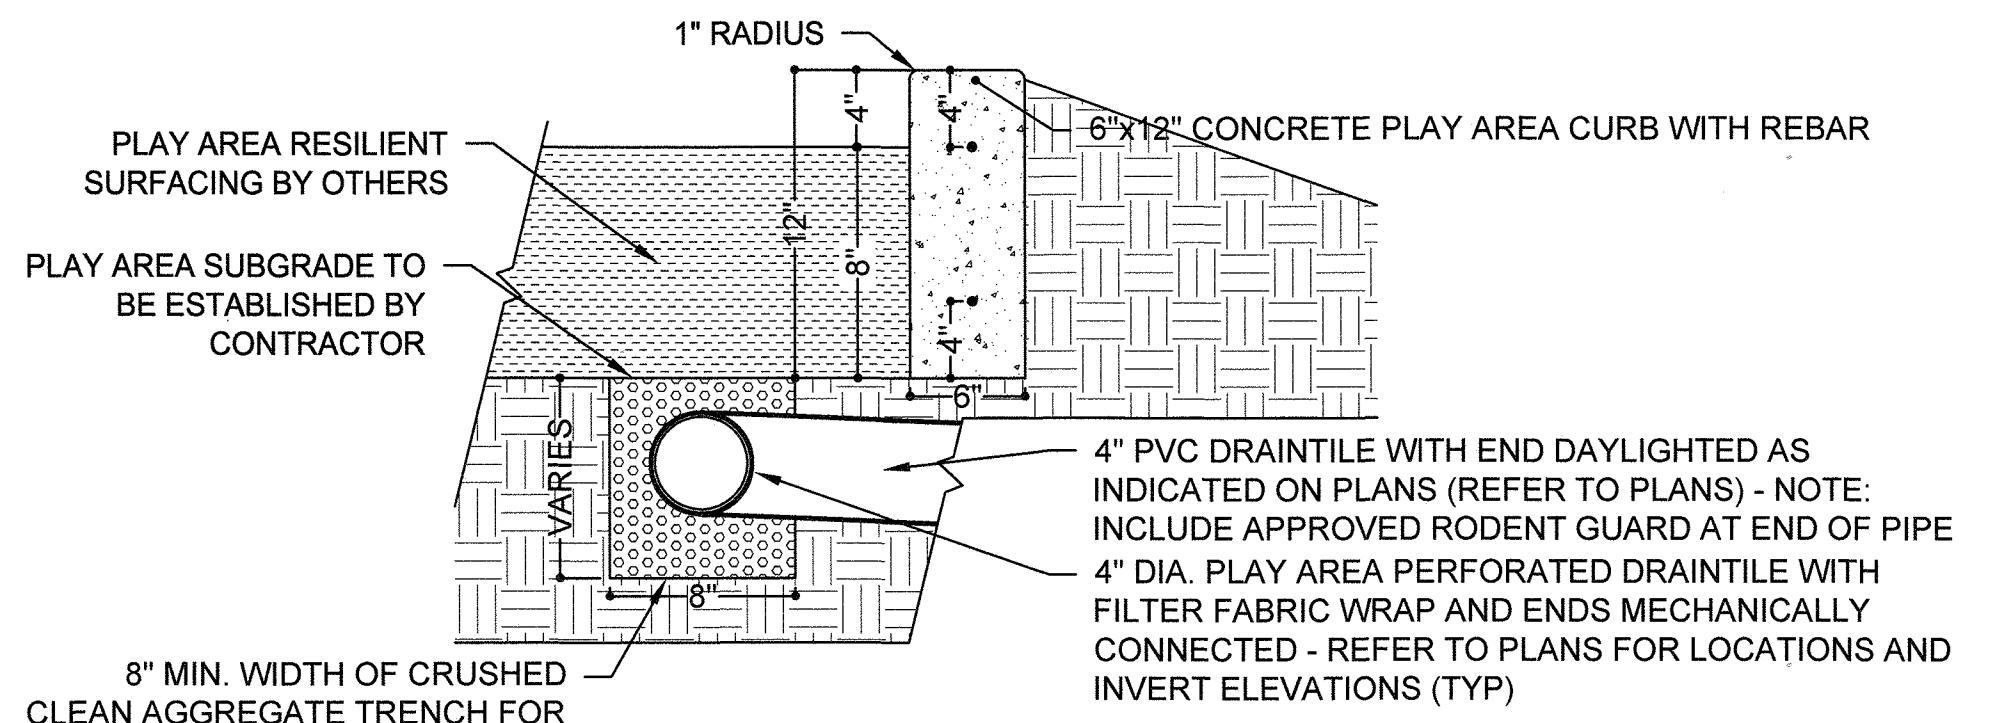 1" RADIUS
4"
4"
6"x12" CONCRETE PLAY AREA CURB WITH REBAR
PLAY AREA RESILIENT
SURFACING BY OTHERS
12"
8"
PLAY AREA SUBGRADE TO
BE ESTABLISHED BY
CONTRACTOR
4"
6"
VARIES
4" PVC DRAINTILE WITH END DAYLIGHTED AS
INDICATED ON PLANS (REFER TO PLANS) - NOTE:
INCLUDE APPROVED RODENT GUARD AT END OF PIPE
4" DIA. PLAY AREA PERFORATED DRAINTILE WITH
FILTER FABRIC WRAP AND ENDS MECHANICALLY
CONNECTED - REFER TO PLANS FOR LOCATIONS AND
INVERT ELEVATIONS (TYP)
8"
8" MIN. WIDTH OF CRUSHED
CLEAN AGGREGATE TRENCH FOR